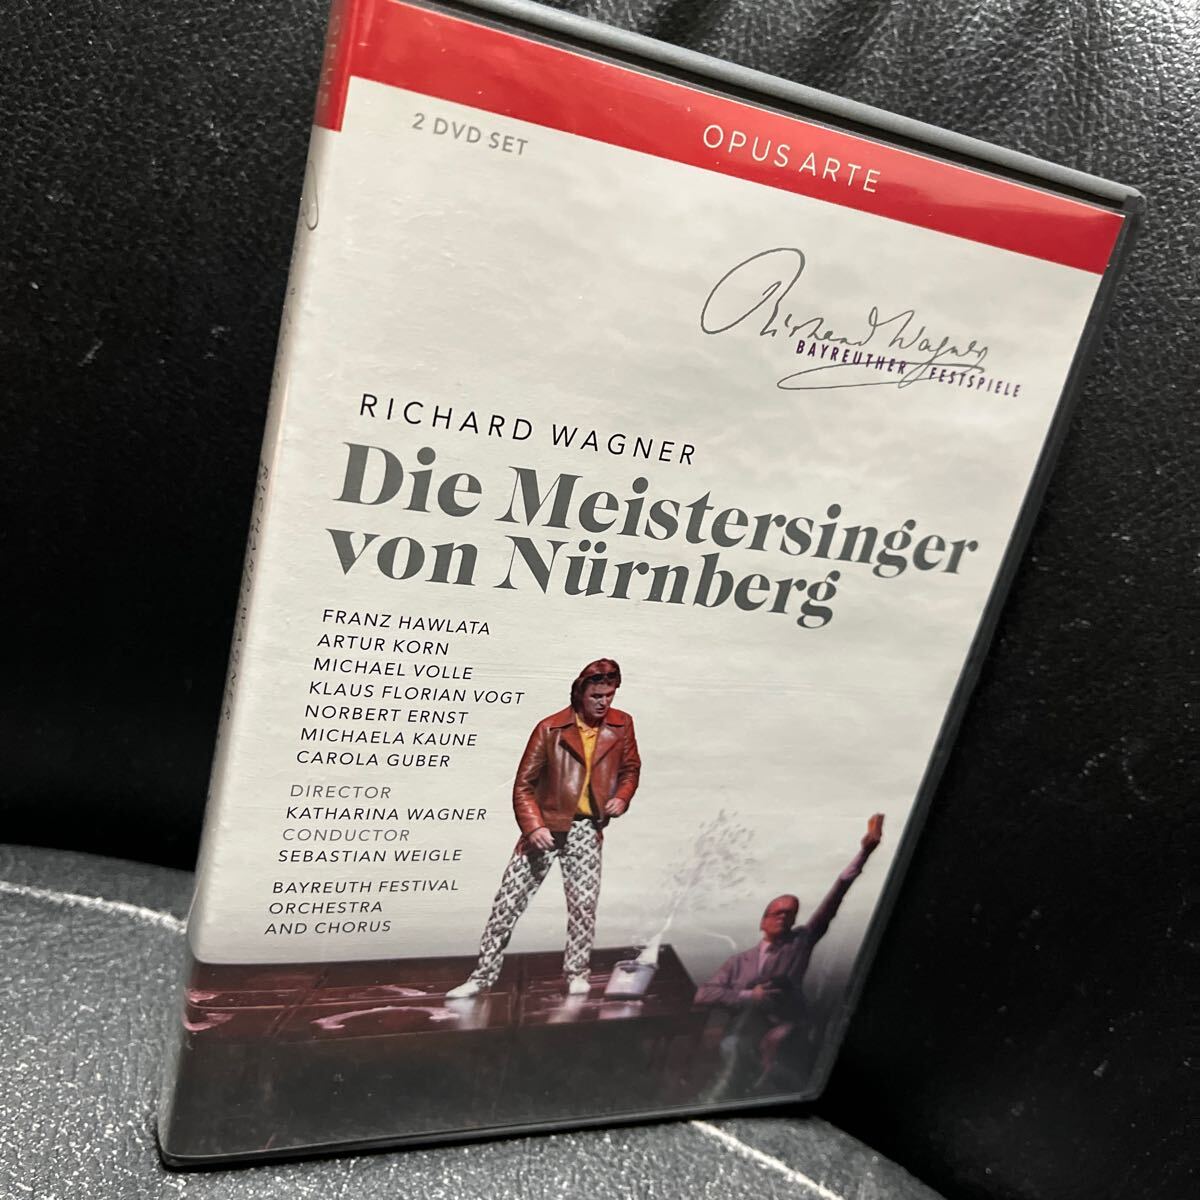 2 DVD SET
OPUS ARTE
Richard Wagner
BAYREUTHER FESTSPIELE
RICHARD WAGNER
Die Meistersinger
von Nürnberg
FRANZ HAWLATA
ARTUR KORN
MICHAEL VOLLE
KLAUS FLORIAN VOGT
NORBERT ERNST
MICHAELA KAUNE
CAROLA GUBER
DIRECTOR
KATHARINA WAGNER
CONDUCTOR
SEBASTIAN WEIGLE
BAYREUTH FESTIVAL
ORCHESTRA
AND CHORUS